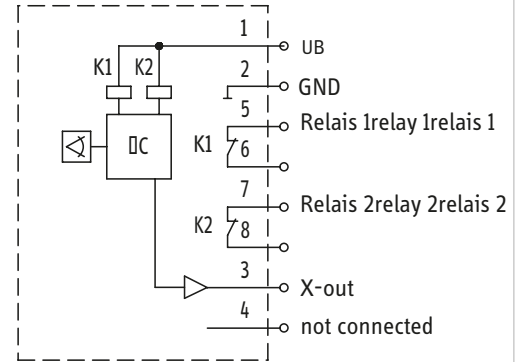 1
UB
K1 K2
2
GND
5
Relais 1relay 1relais 1
K1
6
7
Relais 2relay 2relais 2
K2
8
3
X-out
4
not connected